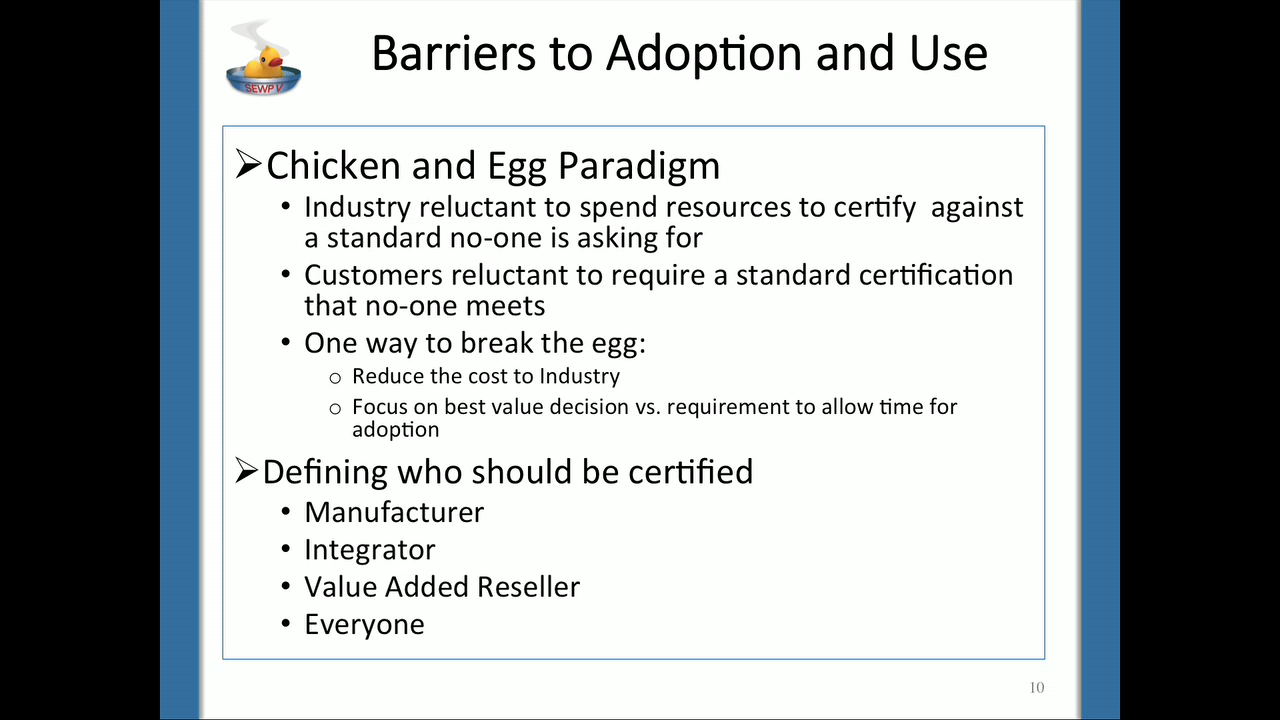 SEWP V
Barriers to Adoption and Use
➢Chicken and Egg Paradigm
• Industry reluctant to spend resources to certify against
a standard no-one is asking for
• Customers reluctant to require a standard certification
that no-one meets
• One way to break the egg:
o Reduce the cost to Industry
o Focus on best value decision vs. requirement to allow time for
adoption
➢Defining who should be certified
• Manufacturer
• Integrator
• Value Added Reseller
• Everyone
10